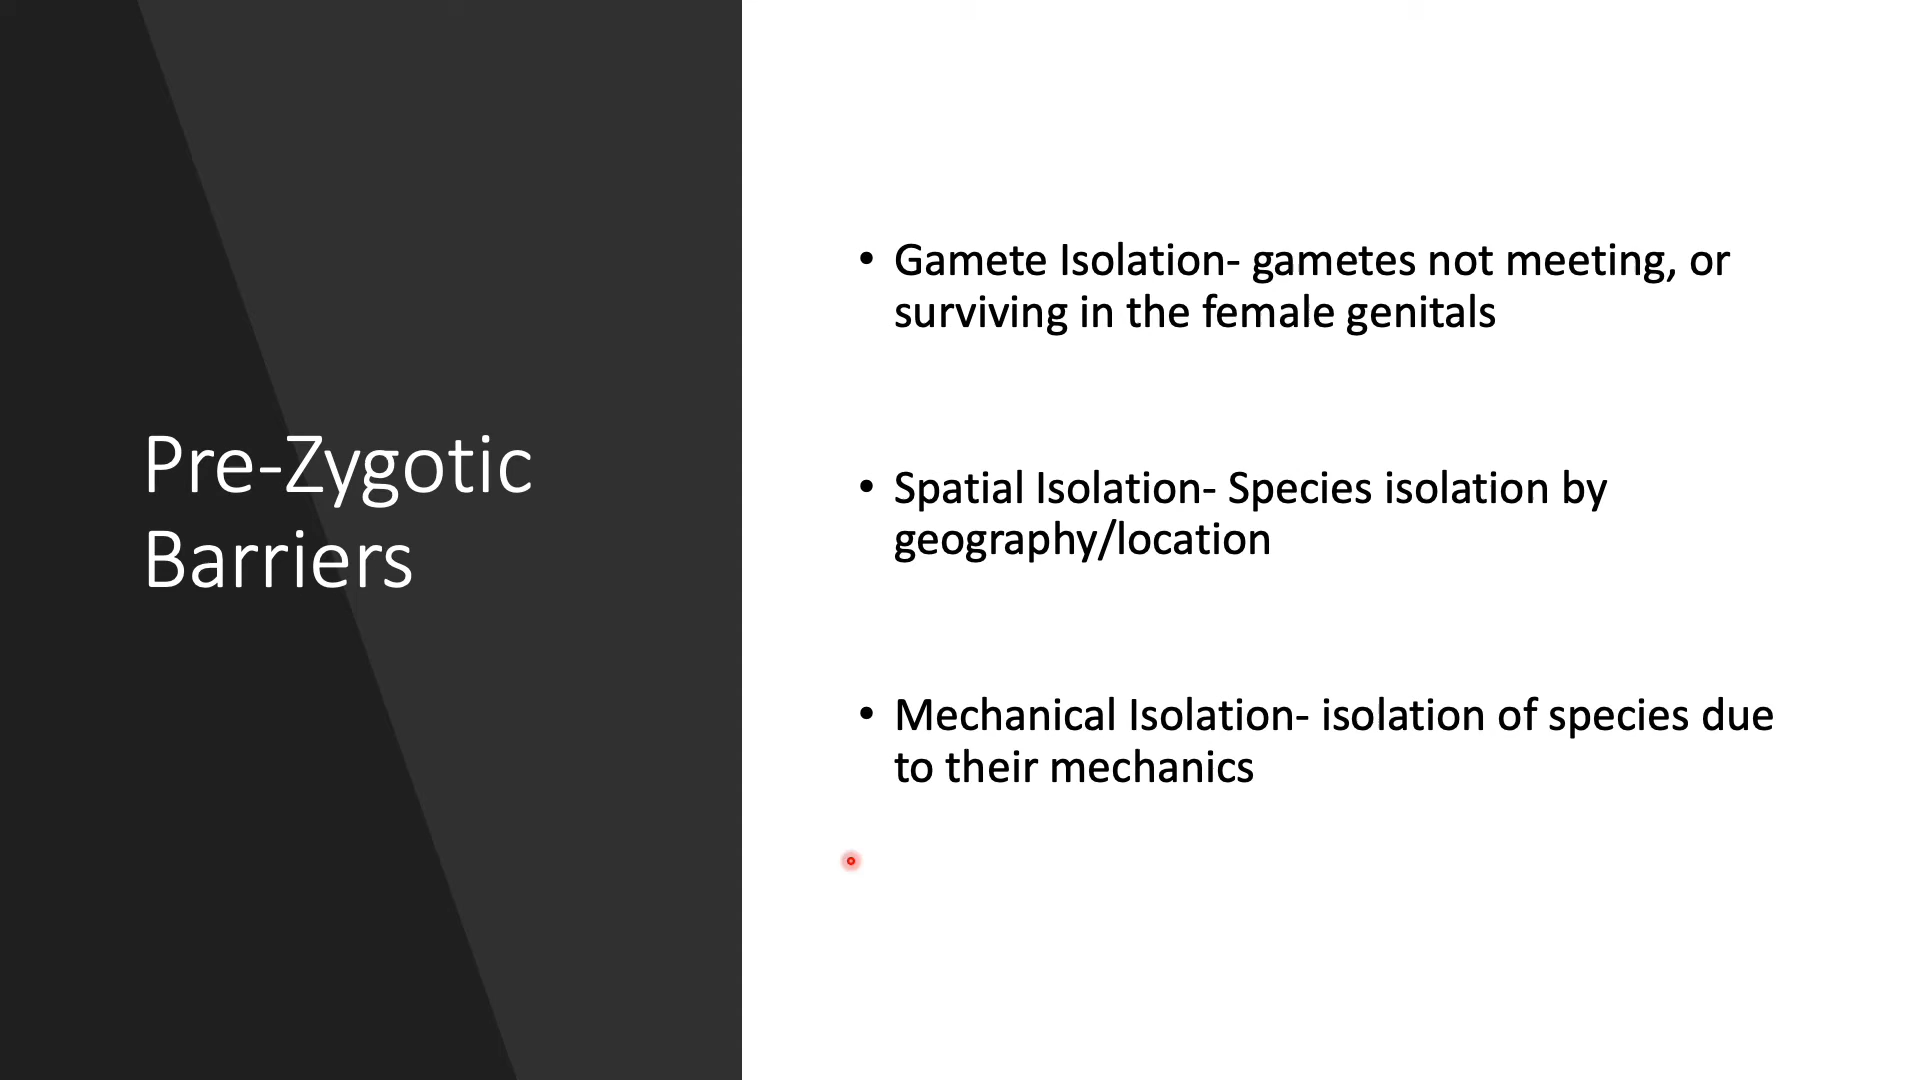 Pre-Zygotic
Barriers
• Gamete Isolation- gametes not meeting, or
surviving in the female genitals
• Spatial Isolation- Species isolation by
geography/location
• Mechanical Isolation- isolation of species due
to their mechanics